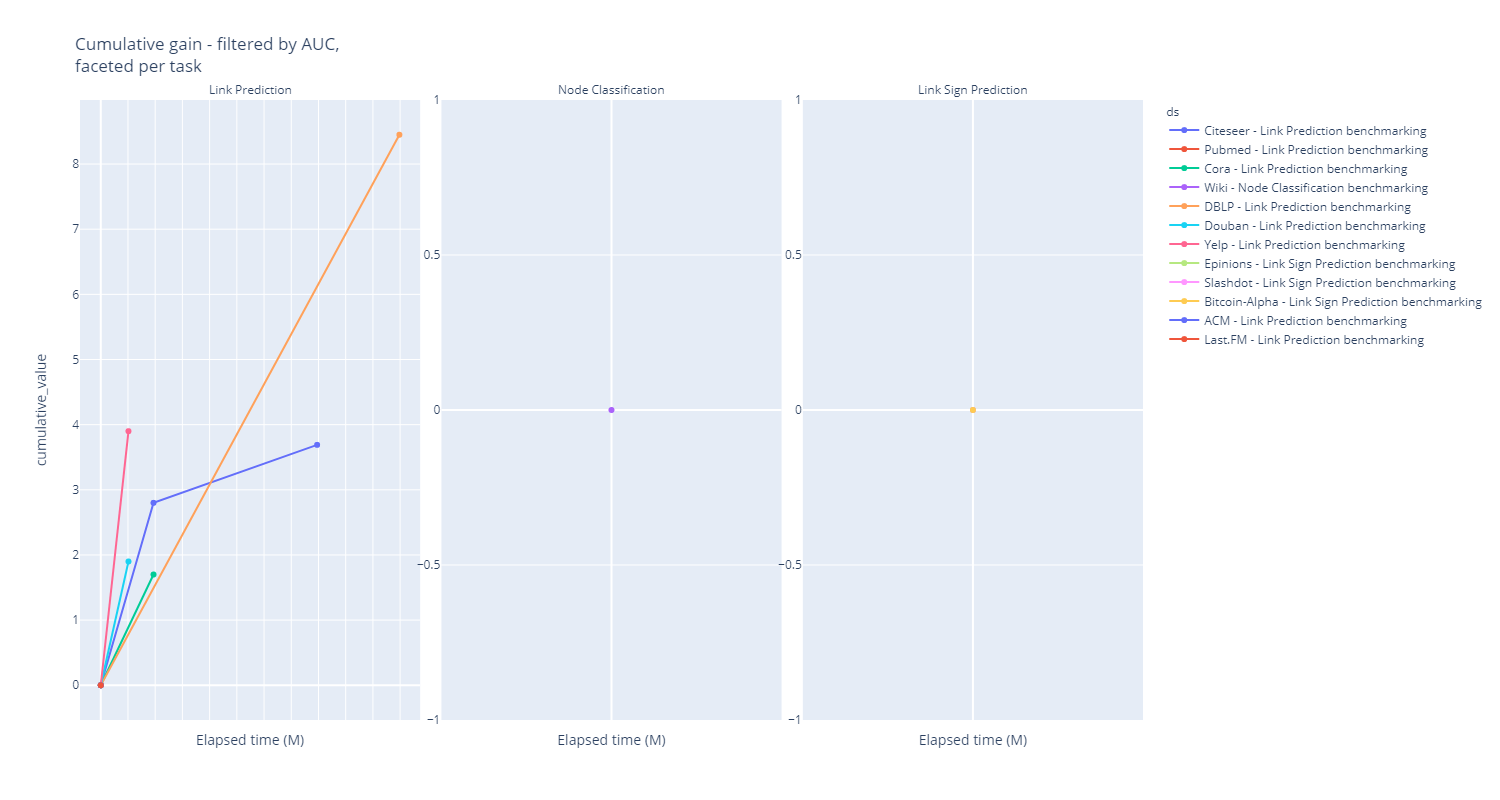 Cumulative gain - filtered by AUC,
faceted per task
Link Prediction
Node Classification
Link Sign Prediction
cumulative_value
8
7
6
5
4
3
2
1
0
1
0.5
0
−0.5
−1
1
0.5
0
−0.5
−1
Elapsed time (M)
Elapsed time (M)
Elapsed time (M)
ds
Citeseer - Link Prediction benchmarking
Pubmed - Link Prediction benchmarking
Cora - Link Prediction benchmarking
Wiki - Node Classification benchmarking
DBLP - Link Prediction benchmarking
Douban - Link Prediction benchmarking
Yelp - Link Prediction benchmarking
Epinions - Link Sign Prediction benchmarking
Slashdot - Link Sign Prediction benchmarking
Bitcoin-Alpha - Link Sign Prediction benchmarking
ACM - Link Prediction benchmarking
Last.FM - Link Prediction benchmarking